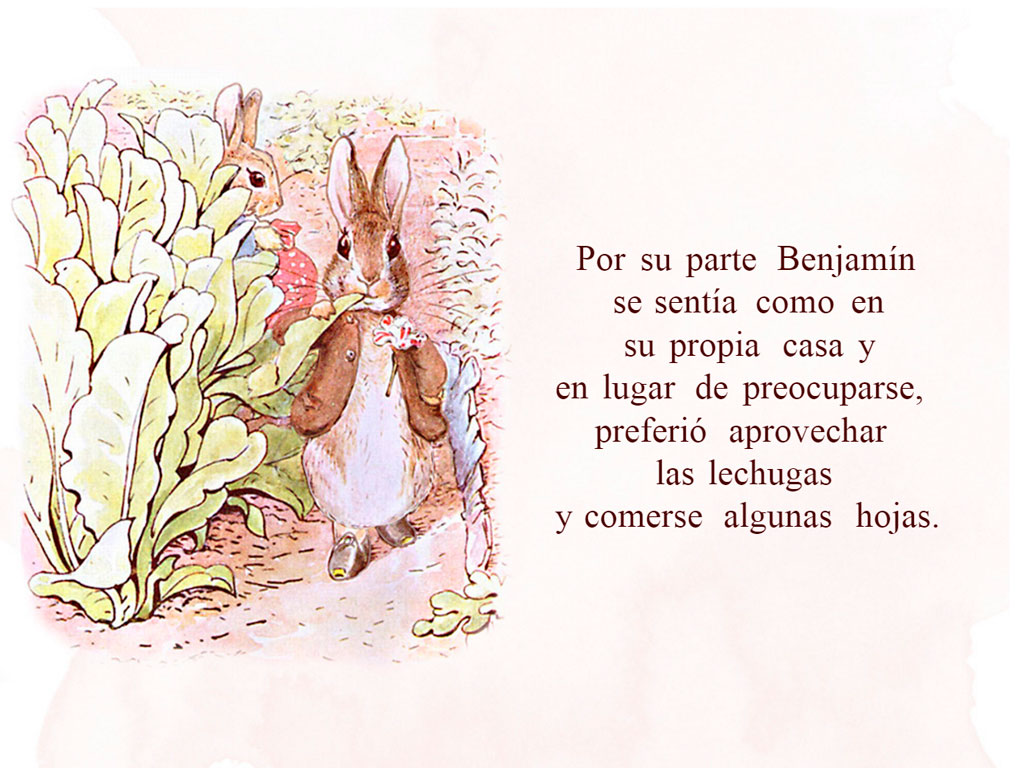 Por su parte Benjamín
se sentía como en
su propia casa y
en lugar de preocuparse,
preferió aprovechar
las lechugas
y comerse algunas hojas.